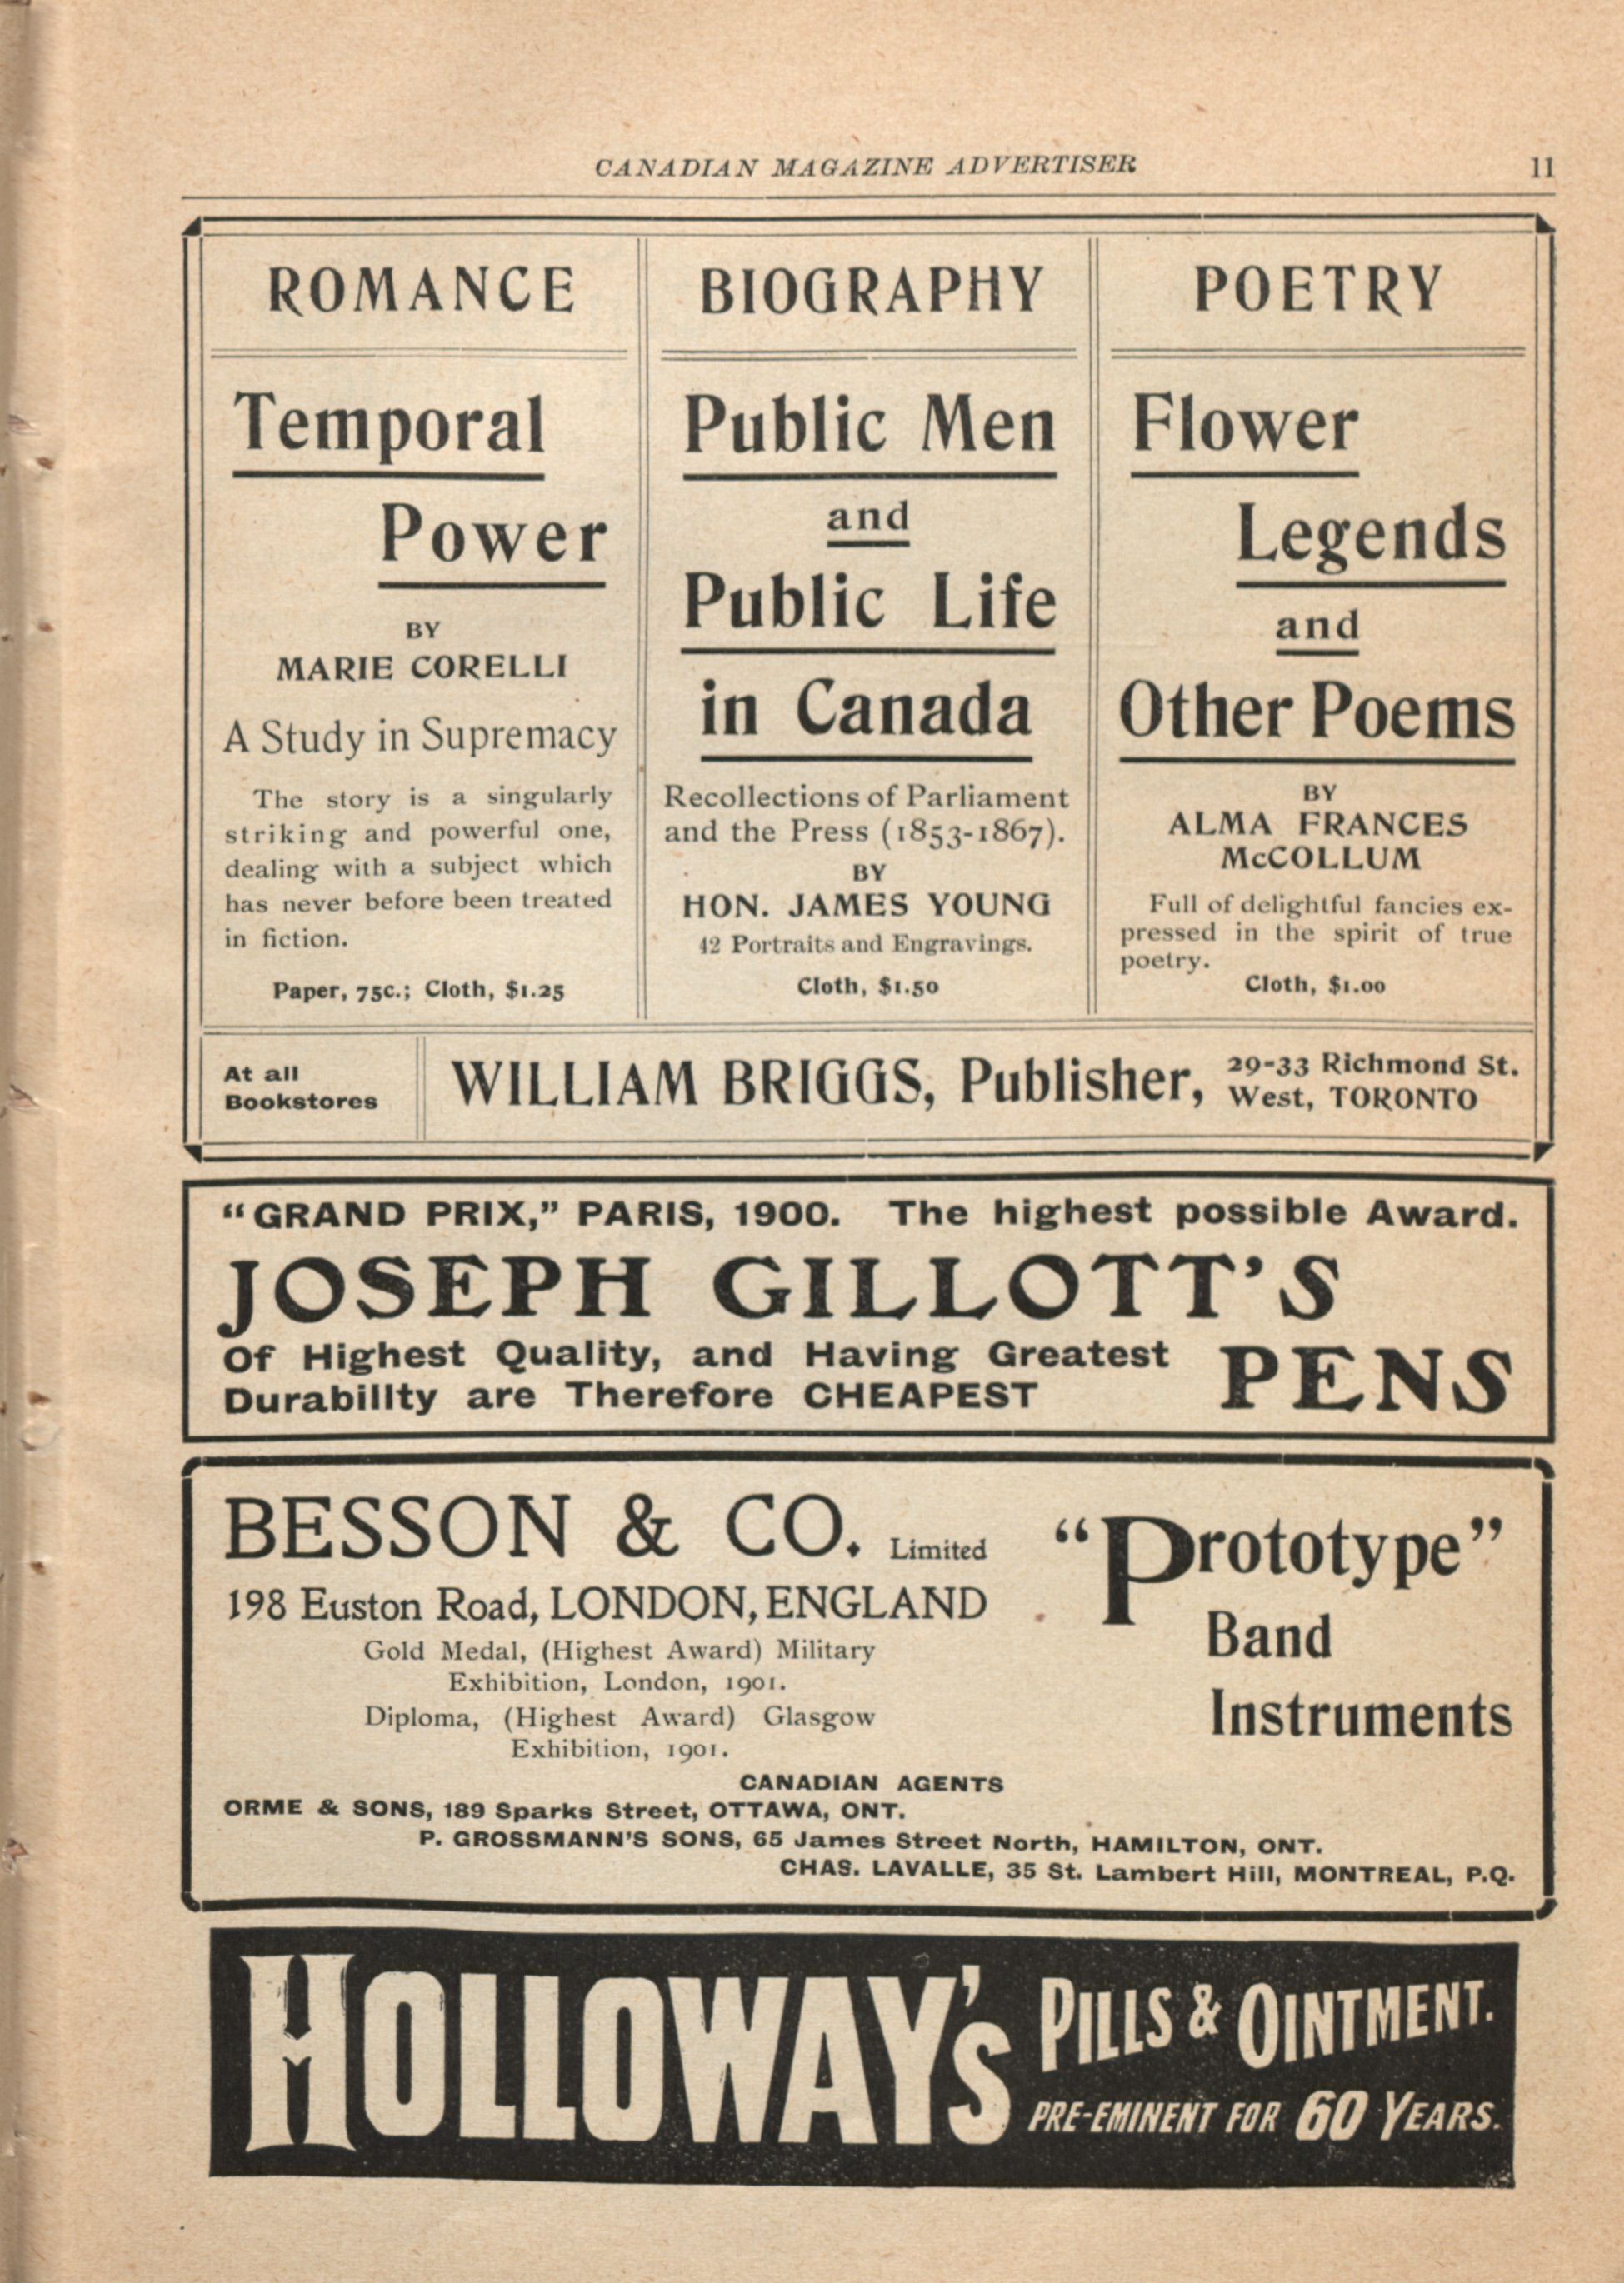 CANADIAN MAGAZINE ADVERTISER 11
ROMANCE
Temporal
Power
BY
MARIE CORELLI
A Study in Supremacy
The story is a singularly
striking and powerful one,
dealing with a subject which
has never before been treated
in fiction.
Paper, 75c.; Cloth, $1.25
BIOGRAPHY
Public Men
and
Public Life
in Canada
Recollections of Parliament
and the Press (1853-1867).
BY
HON. JAMES YOUNG
12 Portraits and Engravings.
Cloth, $1.50
POETRY
Flower
Legends
and
Other Poems
BY
ALMA FRANCES
McCOLLUM
Full of delightful fancies ex-
pressed in the spirit of true
poetry.
Cloth, $1.00
At all
Bookstores
WILLIAM BRIGGS, Publisher,
29-33 Richmond St.
West, TORONTO
"GRAND PRIX," PARIS, 1900. The highest possible Award.
JOSEPH GILLOTT'S
Of Highest Quality, and Having Greatest
Durability are Therefore CHEAPEST
PENS
BESSON & CO. Limited
198 Euston Road, LONDON, ENGLAND
Gold Medal, (Highest Award) Military
Exhibition, London, 1901.
Diploma, (Highest Award) Glasgow
Exhibition, 1901.
"Prototype"
Band
Instruments
CANADIAN AGENTS
ORME & SONS, 189 Sparks Street, OTTAWA, ONT.
P. GROSSMANN'S SONS, 65 James Street North, HAMILTON, ONT.
CHAS. LAVALLE, 35 St. Lambert Hill, MONTREAL, P.Q.
HOLLOWAY'S PILLS & OINTMENT.
PRE-EMINENT FOR 60 YEARS.